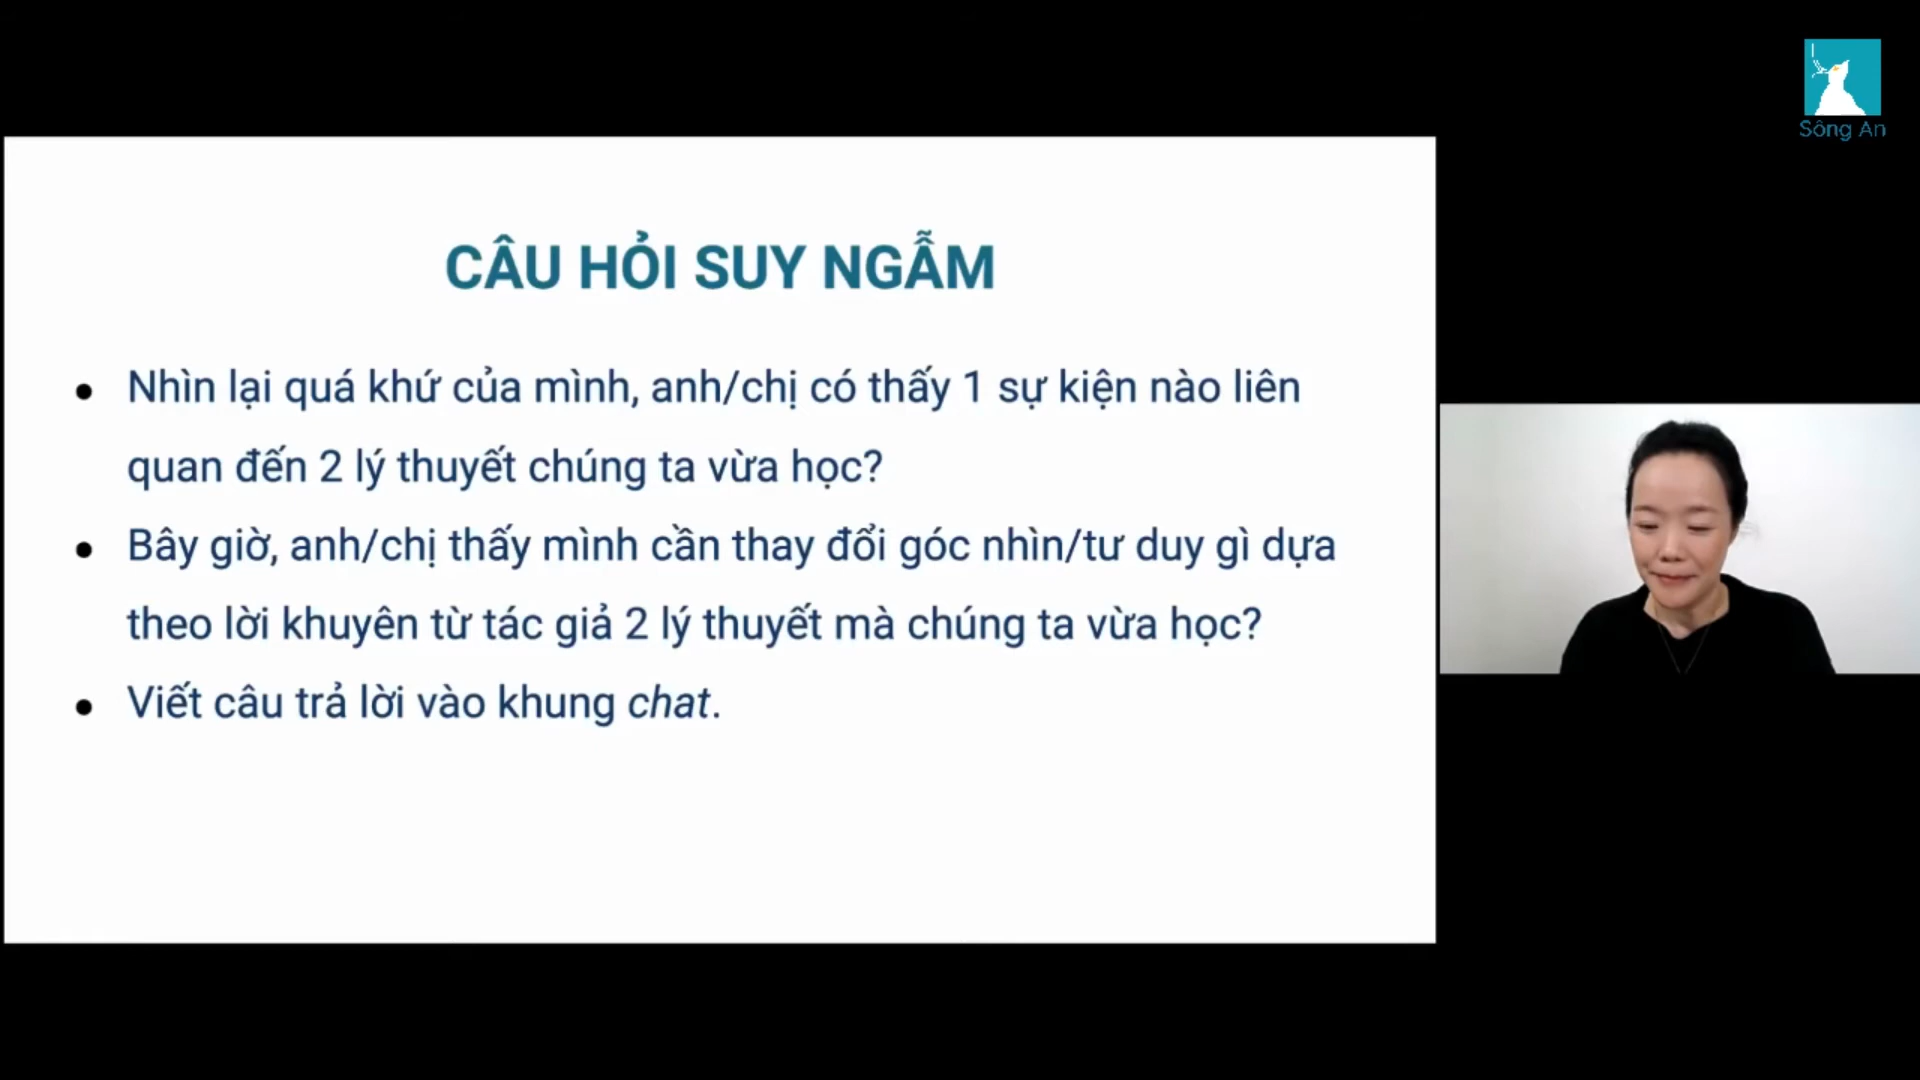 Sông An
CÂU HỎI SUY NGẪM
• Nhìn lại quá khứ của mình, anh/chị có thấy 1 sự kiện nào liên
quan đến 2 lý thuyết chúng ta vừa học?
• Bây giờ, anh/chị thấy mình cần thay đổi góc nhìn/tư duy gì dựa
theo lời khuyên từ tác giả 2 lý thuyết mà chúng ta vừa học?
• Viết câu trả lời vào khung chat.